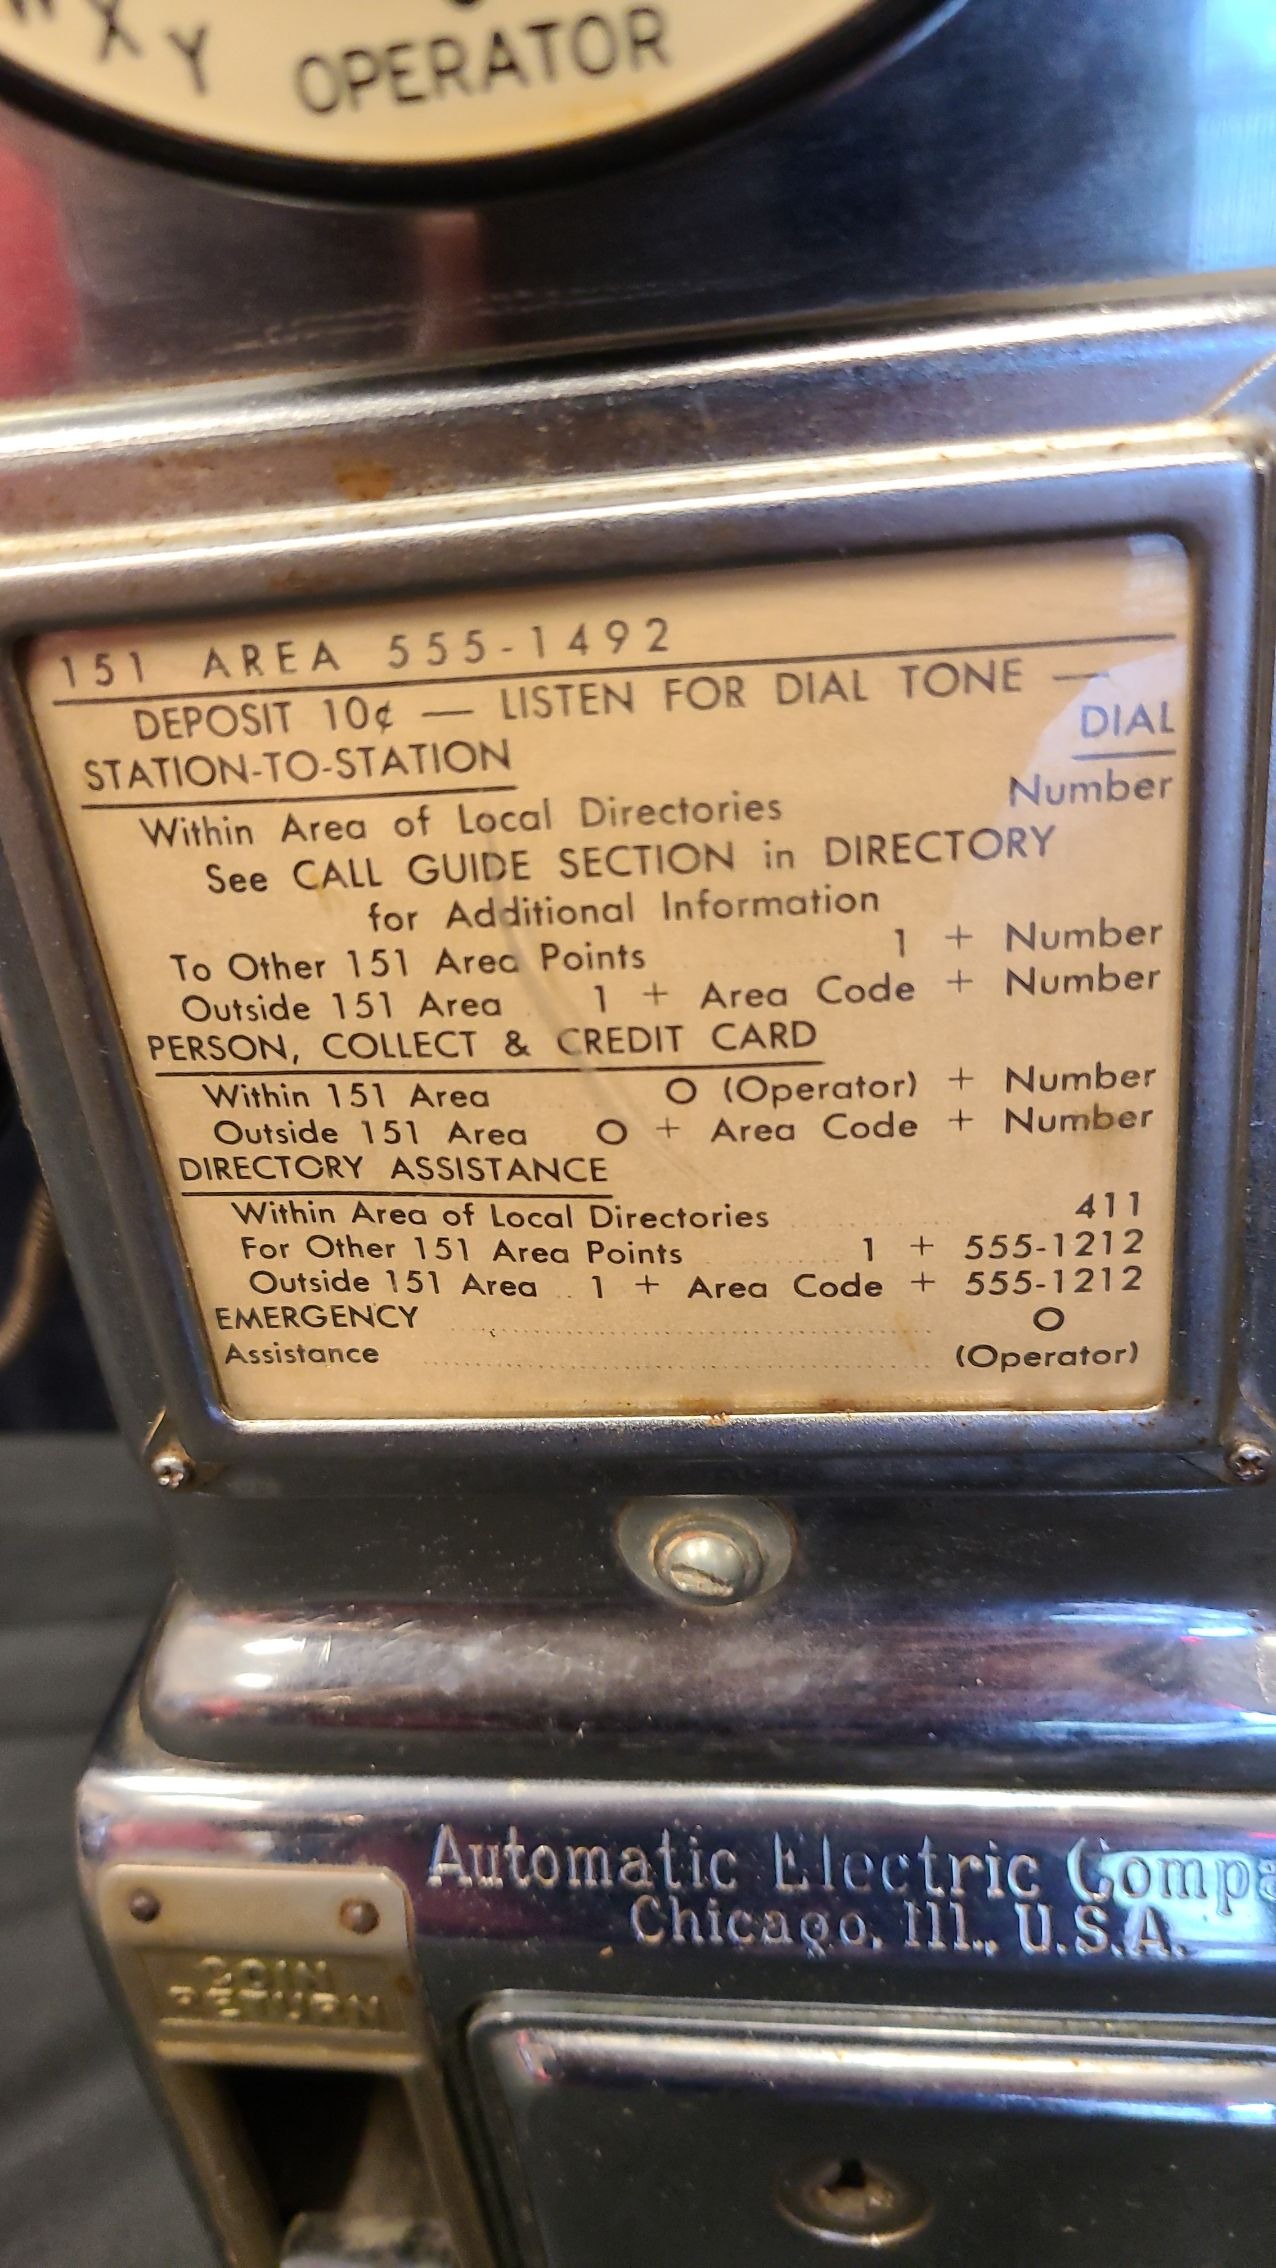 W X Y OPERATOR
151 AREA 555-1492
DEPOSIT 10¢ — LISTEN FOR DIAL TONE —
STATION-TO-STATION DIAL
Within Area of Local Directories Number
See CALL GUIDE SECTION in DIRECTORY
for Additional Information
To Other 151 Area Points 1 + Number
Outside 151 Area 1 + Area Code + Number
PERSON, COLLECT & CREDIT CARD
Within 151 Area O (Operator) + Number
Outside 151 Area O + Area Code + Number
DIRECTORY ASSISTANCE
Within Area of Local Directories 411
For Other 151 Area Points 1 + 555-1212
Outside 151 Area .. 1 + Area Code + 555-1212
EMERGENCY O
Assistance (Operator)
Automatic Electric Compa
Chicago, Ill., U.S.A.
COIN
RETURN